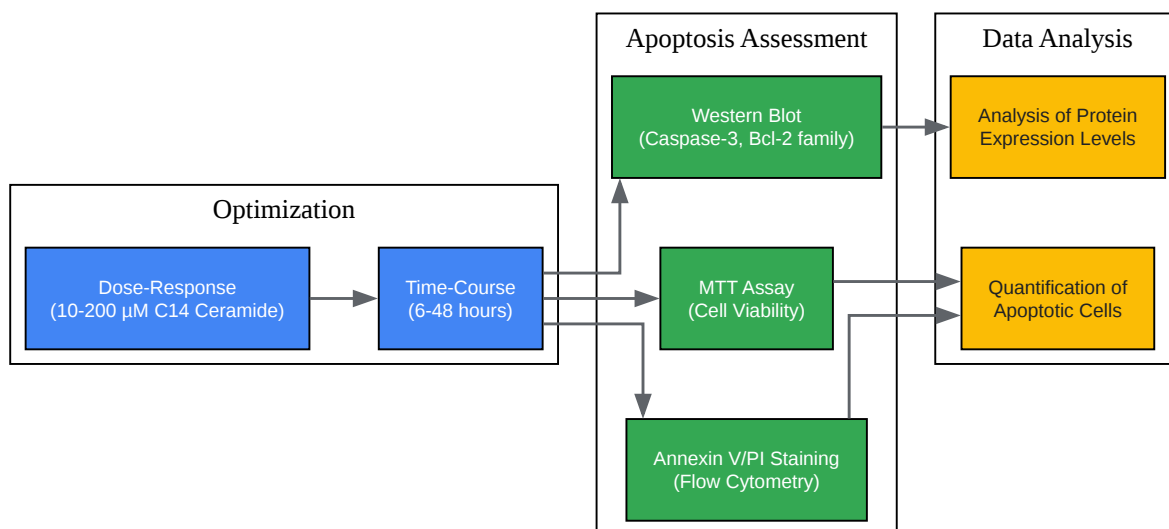 Optimization
Dose-Response
(10-200 µM C14 Ceramide)
Time-Course
(6-48 hours)
Apoptosis Assessment
Western Blot
(Caspase-3, Bcl-2 family)
MTT Assay
(Cell Viability)
Annexin V/PI Staining
(Flow Cytometry)
Data Analysis
Analysis of Protein
Expression Levels
Quantification of
Apoptotic Cells